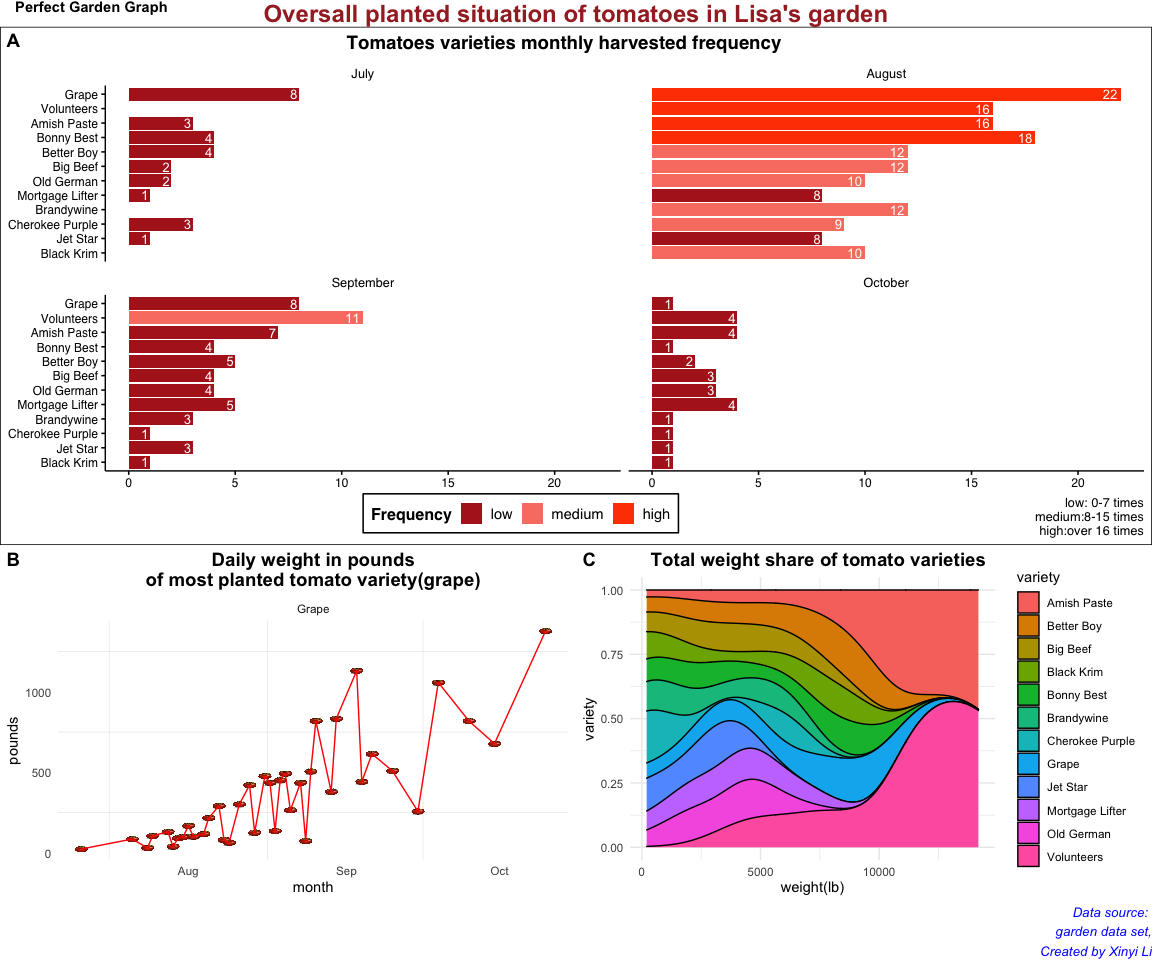 Perfect Garden Graph
Oversall planted situation of tomatoes in Lisa's garden
A
Tomatoes varieties monthly harvested frequency
July
August
Grape 8 22
Volunteers 16
Amish Paste 3 16
Bonny Best 4 18
Better Boy 4 12
Big Beef 2 12
Old German 2 10
Mortgage Lifter 1 8
Brandywine 12
Cherokee Purple 3 9
Jet Star 1 8
Black Krim 10
September
October
Grape 8 1
Volunteers 11 4
Amish Paste 7 4
Bonny Best 4 1
Better Boy 5 2
Big Beef 4 3
Old German 4 3
Mortgage Lifter 5 4
Brandywine 3 1
Cherokee Purple 1 1
Jet Star 3 1
Black Krim 1 1
0 5 10 15 20 0 5 10 15 20
Frequency low medium high
low: 0-7 times
medium:8-15 times
high:over 16 times
B
Daily weight in pounds
of most planted tomato variety(grape)
Grape
pounds
1000
500
0
Aug Sep Oct
month
C
Total weight share of tomato varieties
variety
1.00
0.75
0.50
0.25
0.00
0 5000 10000
weight(lb)
variety
Amish Paste
Better Boy
Big Beef
Black Krim
Bonny Best
Brandywine
Cherokee Purple
Grape
Jet Star
Mortgage Lifter
Old German
Volunteers
Data source:
garden data set,
Created by Xinyi Li